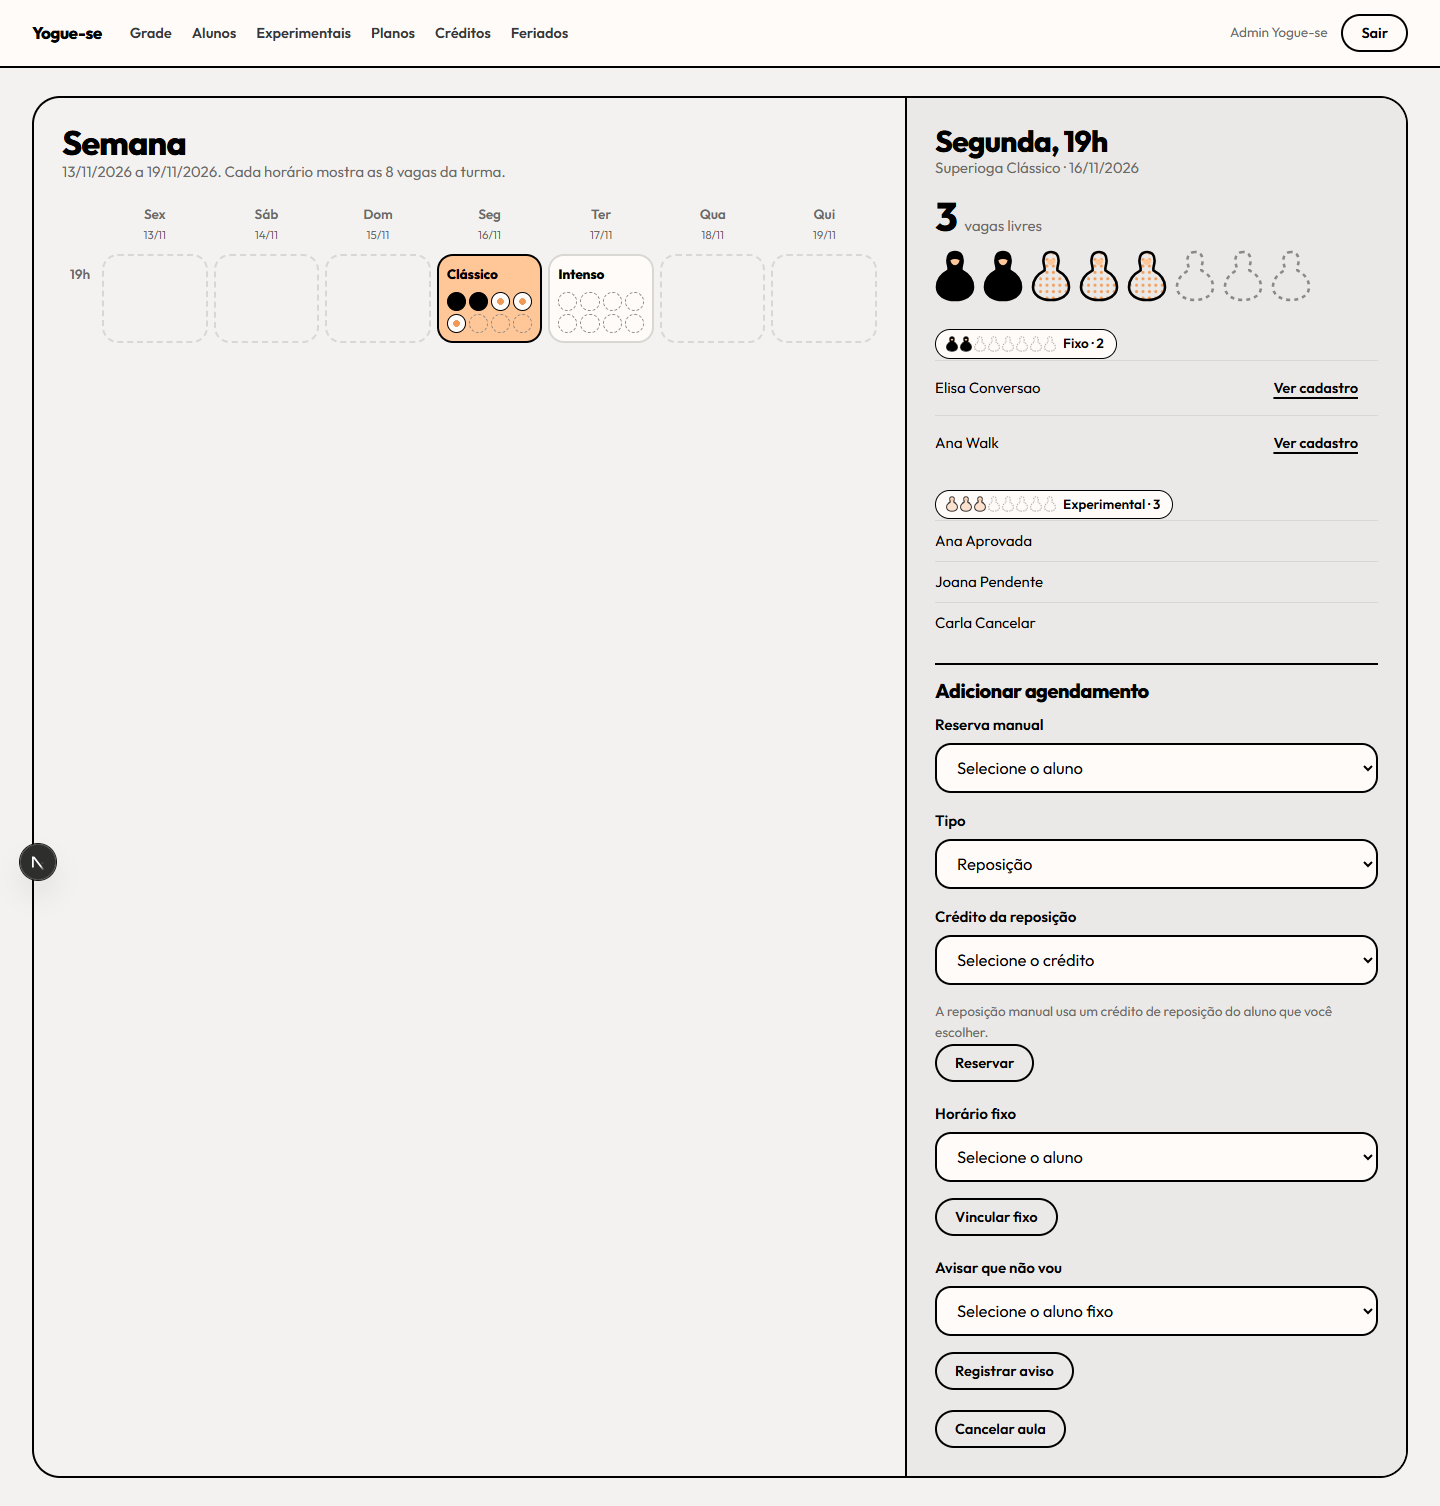 Yogue-se Grade Alunos Experimentais Planos Créditos Feriados Admin Yogue-se Sair
Semana
13/11/2026 a 19/11/2026. Cada horário mostra as 8 vagas da turma.
Sex Sáb Dom Seg Ter Qua Qui
13/11 14/11 15/11 16/11 17/11 18/11 19/11
19h Clássico Intenso
Segunda, 19h
Superioga Clássico · 16/11/2026
3 vagas livres
Fixo · 2
Elisa Conversao Ver cadastro
Ana Walk Ver cadastro
Experimental · 3
Ana Aprovada
Joana Pendente
Carla Cancelar
Adicionar agendamento
Reserva manual
Selecione o aluno
Tipo
Reposição
Crédito da reposição
Selecione o crédito
A reposição manual usa um crédito de reposição do aluno que você
escolher.
Reservar
Horário fixo
Selecione o aluno
Vincular fixo
Avisar que não vou
Selecione o aluno fixo
Registrar aviso
Cancelar aula